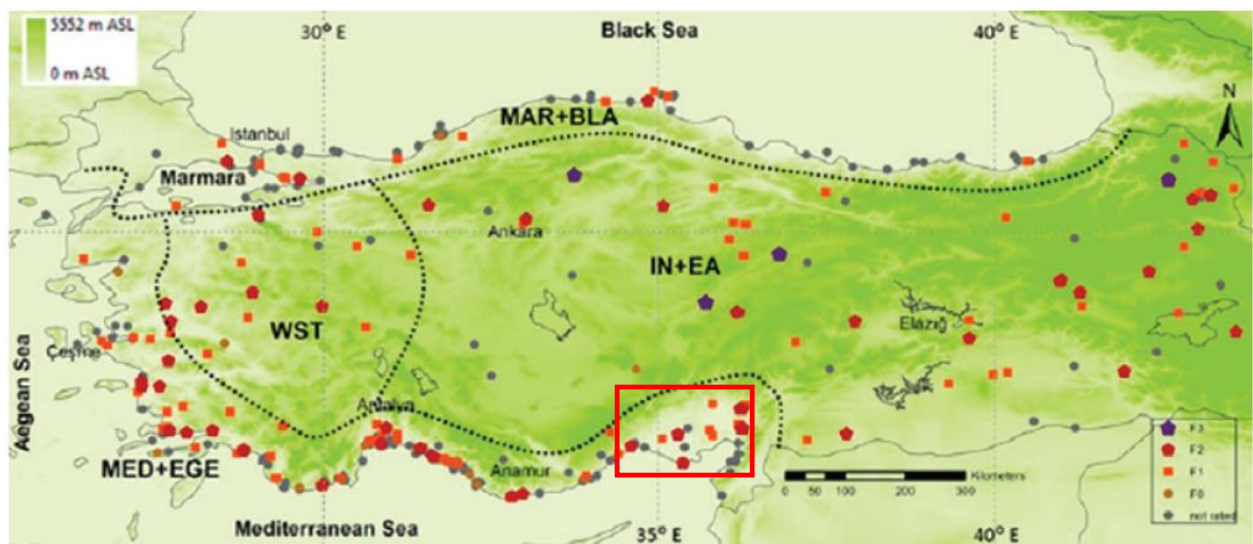 5552 m ASL
0 m ASL
30° E
Black Sea
40° E
N
MAR+BLA
Istanbul
Marmara
Ankara
IN+EA
WST
Elazığ
Çeşme
Aegean Sea
Antalya
MED+EGE
Anamur
Mediterranean Sea
35° E
40° E
0 50 100 200 300
Kilometers
F3
F2
F1
F0
not rated